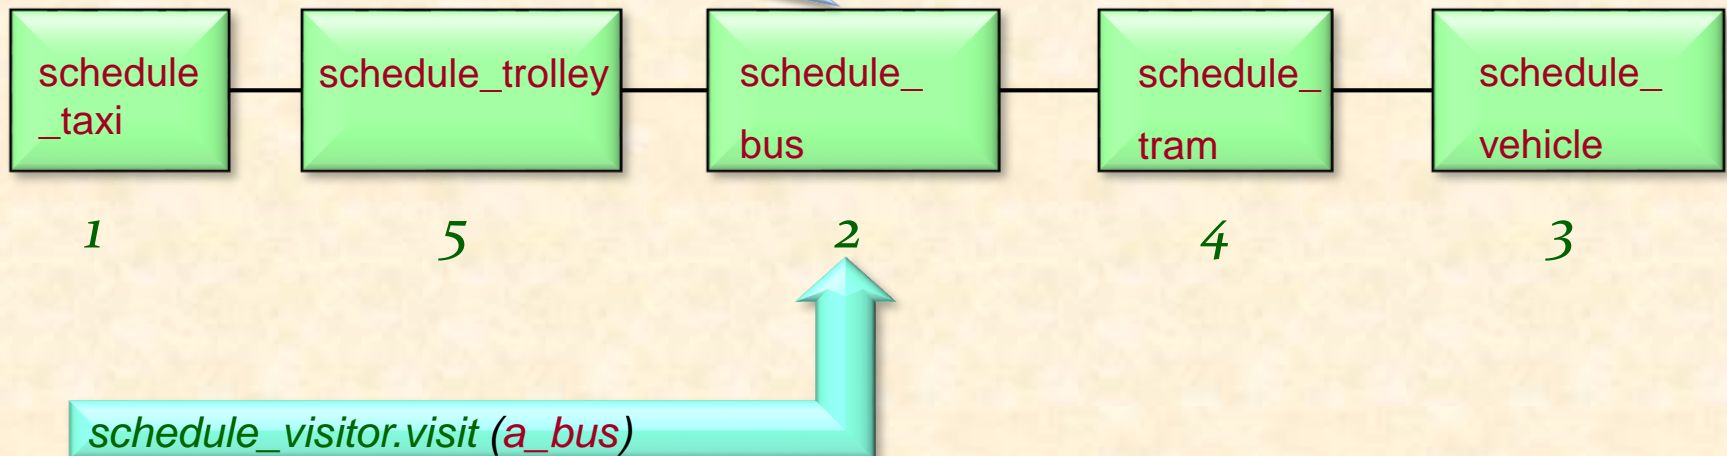 schedule
_taxi
schedule_trolley
schedule_
bus
schedule_
tram
schedule_
vehicle
1
5
2
4
3
schedule_visitor.visit (a_bus)